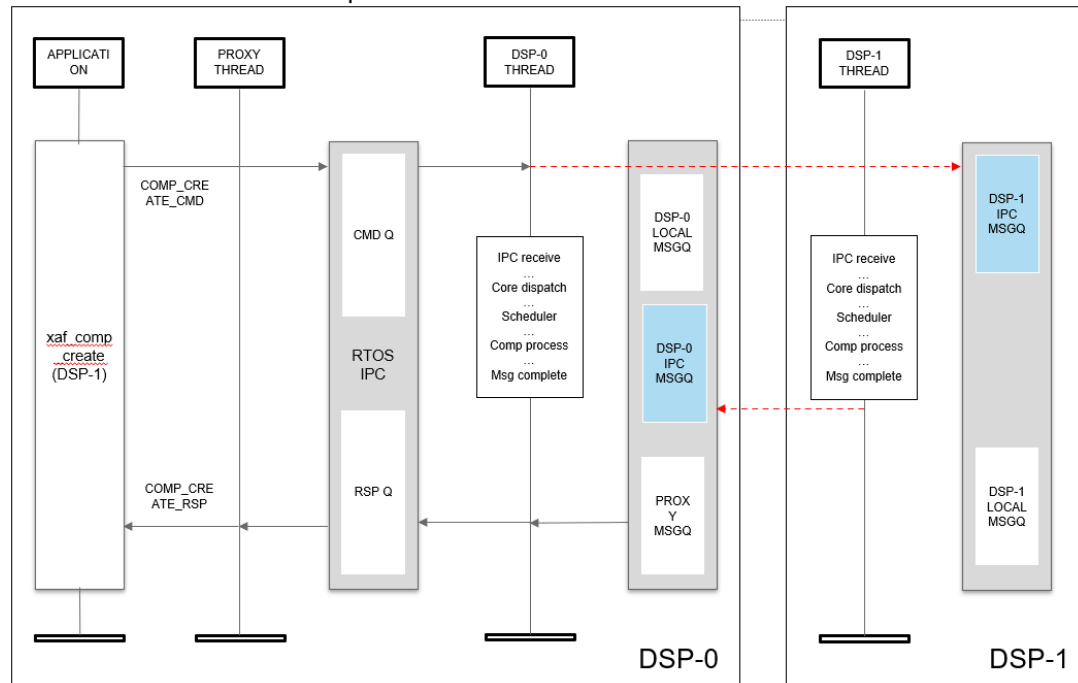 APPLICATI
ON
PROXY
THREAD
DSP-0
THREAD
DSP-1
THREAD
COMP_CRE
ATE_CMD
CMD Q
DSP-0
LOCAL
MSGQ
DSP-1
IPC
MSGQ
IPC receive
...
Core dispatch
...
Scheduler
...
Comp process
...
Msg complete
IPC receive
...
Core dispatch
...
Scheduler
...
Comp process
...
Msg complete
xaf_comp
_create
(DSP-1)
RTOS
IPC
DSP-0
IPC
MSGQ
COMP_CRE
ATE_RSP
RSP Q
PROX
Y
MSGQ
DSP-1
LOCAL
MSGQ
DSP-0
DSP-1